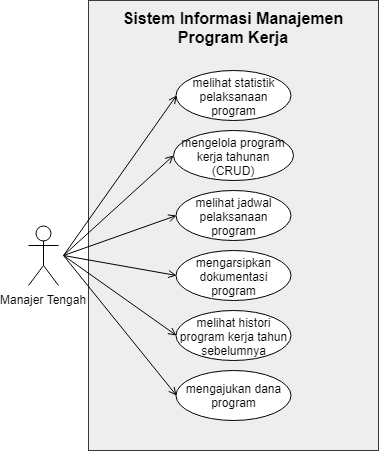 Sistem Informasi Manajemen
Program Kerja
melihat statistik
pelaksanaan
program
mengelola program
kerja tahunan
(CRUD)
melihat jadwal
pelaksanaan
program
Manajer Tengah
mengarsipkan
dokumentasi
program
melihat histori
program kerja tahun
sebelumnya
mengajukan dana
program